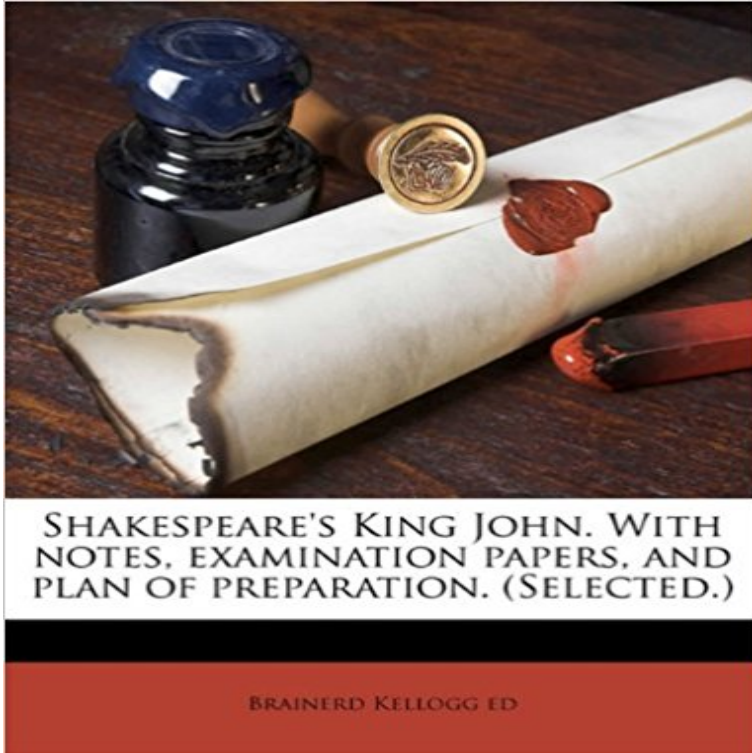 Shakespeare's King John. With
notes, examination papers, and
plan of preparation. (Selected.)
Brainerd Kellogg ed